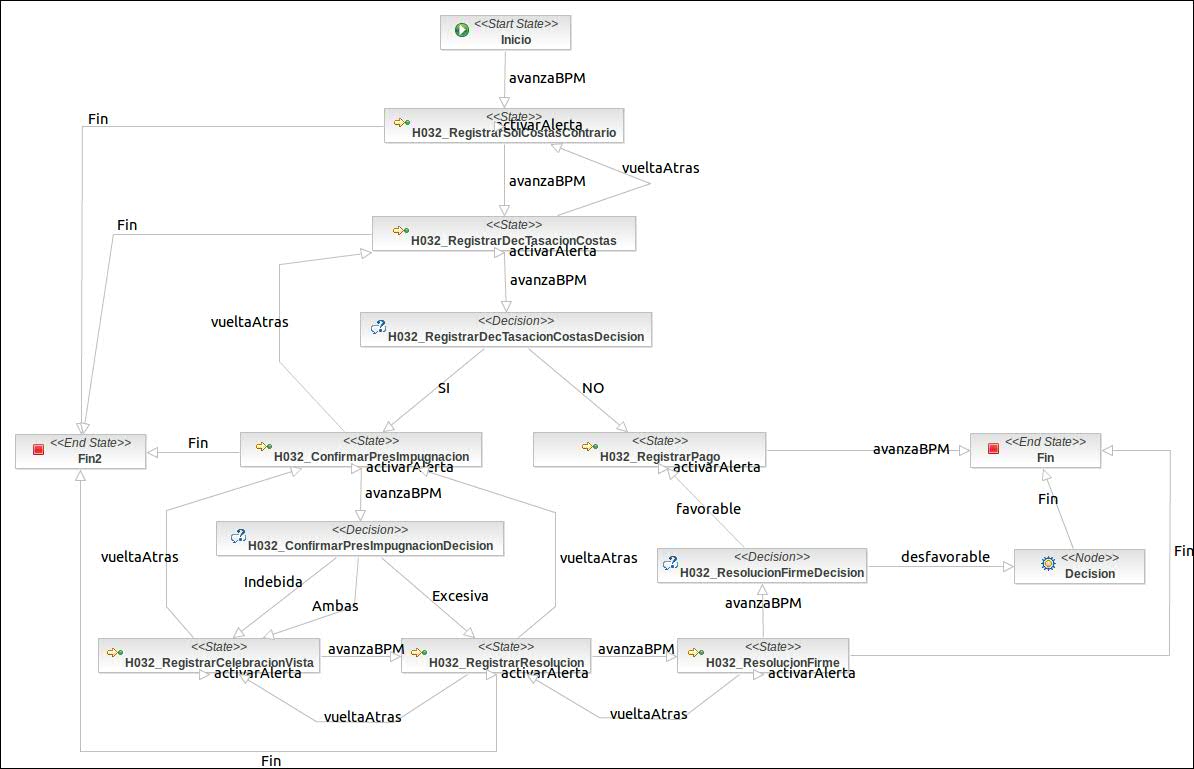 <<Start State>>
Inicio
avanzaBPM
Fin
<<State>>
activarAlerta
H032_RegistrarSolCostasContrario
vueltaAtras
avanzaBPM
Fin
<<State>>
H032_RegistrarDecTasacionCostas
activarAlerta
avanzaBPM
vueltaAtras
<<Decision>>
H032_RegistrarDecTasacionCostasDecision
SI
NO
<<End State>>
Fin2
Fin
<<State>>
H032_ConfirmarPresImpugnacion
activarAlerta
<<State>>
H032_RegistrarPago
activarAlerta
avanzaBPM
<<End State>>
Fin
avanzaBPM
favorable
Fin
<<Decision>>
H032_ConfirmarPresImpugnacionDecision
vueltaAtras
vueltaAtras
<<Decision>>
H032_ResolucionFirmeDecision
desfavorable
<<Node>>
Decision
Fin
Indebida
Ambas
Excesiva
avanzaBPM
<<State>>
H032_RegistrarCelebracionVista
activarAlerta
avanzaBPM
<<State>>
H032_RegistrarResolucion
activarAlerta
avanzaBPM
<<State>>
H032_ResolucionFirme
activarAlerta
vueltaAtras
vueltaAtras
Fin